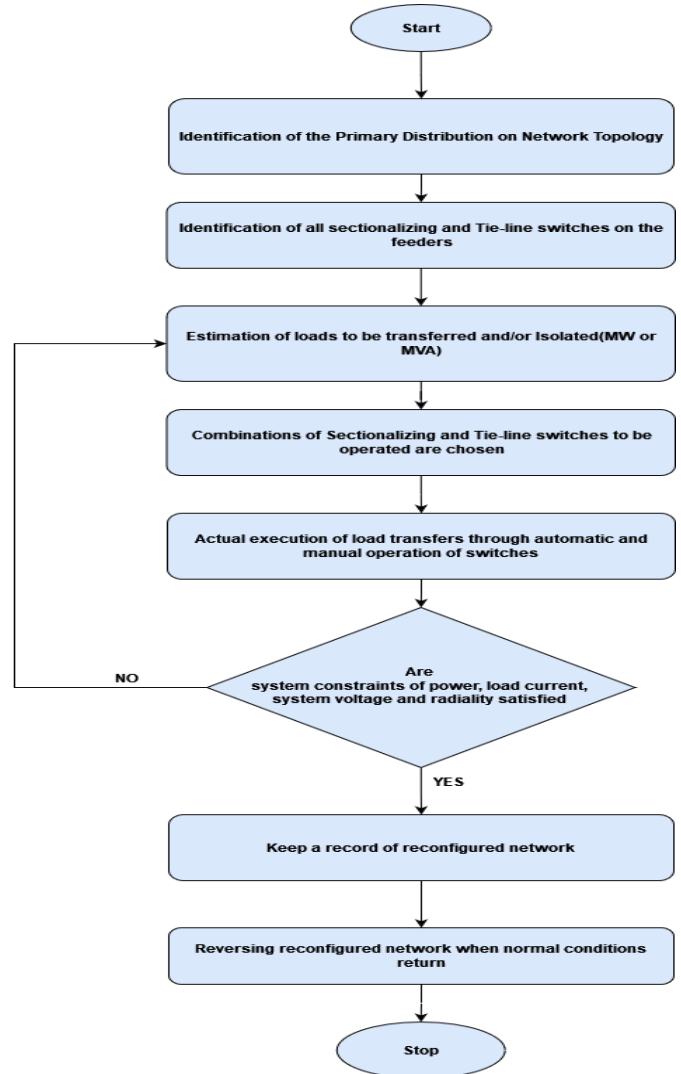 Start
Identification of the Primary Distribution on Network Topology
Identification of all sectionalizing and Tie-line switches on the
feeders
Estimation of loads to be transferred and/or Isolated(MW or
MVA)
Combinations of Sectionalizing and Tie-line switches to be
operated are chosen
Actual execution of load transfers through automatic and
manual operation of switches
Are
system constraints of power, load current,
system voltage and radiality satisfied
NO
YES
Keep a record of reconfigured network
Reversing reconfigured network when normal conditions
return
Stop